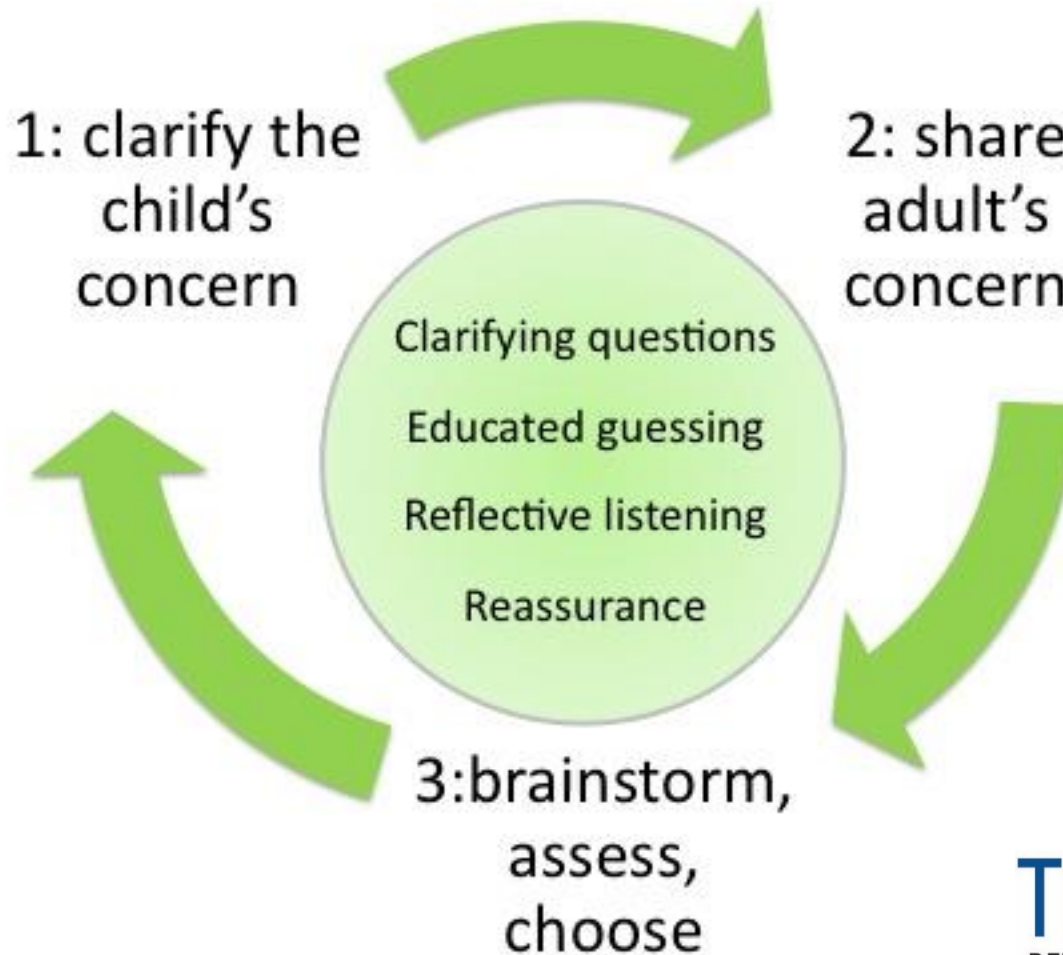 1: clarify the
child's
concern
2: share
adult's
concern
Clarifying questions
Educated guessing
Reflective listening
Reassurance
3:brainstorm,
assess,
choose
T